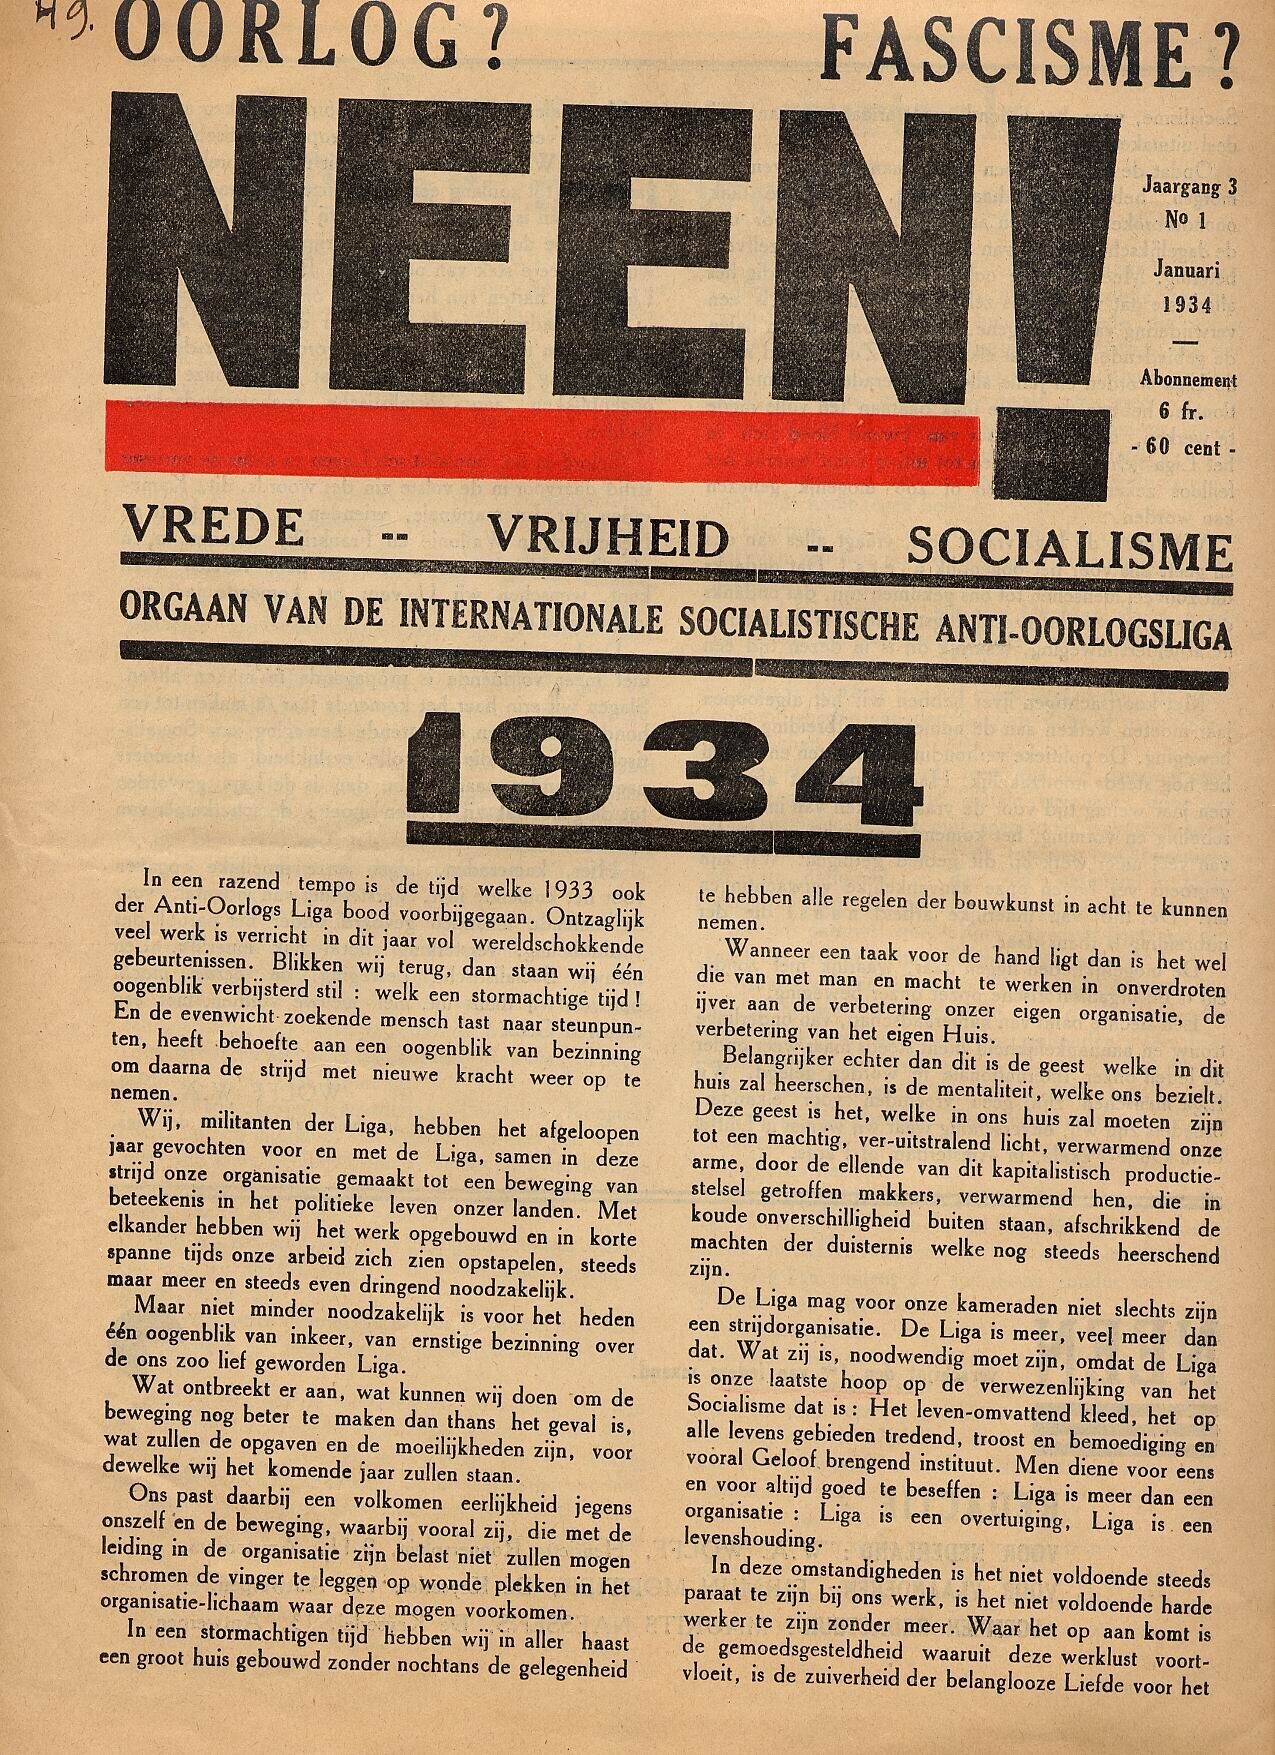 49.
OORLOG? FASCISME?
NEEN!
Jaargang 3
No 1
Januari
1934
Abonnement
6 fr.
- 60 cent -
VREDE -- VRIJHEID -- SOCIALISME
ORGAAN VAN DE INTERNATIONALE SOCIALISTISCHE ANTI-OORLOGSLIGA
1934
In een razend tempo is de tijd welke 1933 ook
der Anti-Oorlogs Liga bood voorbijgegaan. Ontzaglijk
veel werk is verricht in dit jaar vol wereldschokkende
gebeurtenissen. Blikken wij terug, dan staan wij één
oogenblik verbijsterd stil : welk een stormachtige tijd !
En de evenwicht zoekende mensch tast naar steunpun-
ten, heeft behoefte aan een oogenblik van bezinning
om daarna de strijd met nieuwe kracht weer op te
nemen.
Wij, militanten der Liga, hebben het afgeloopen
jaar gevochten voor en met de Liga, samen in deze
strijd onze organisatie gemaakt tot een beweging van
beteekenis in het politieke leven onzer landen. Met
elkander hebben wij het werk opgebouwd en in korte
spanne tijds onze arbeid zich zien opstapelen, steeds
maar meer en steeds even dringend noodzakelijk.
Maar niet minder noodzakelijk is voor het heden
één oogenblik van inkeer, van ernstige bezinning over
de ons zoo lief geworden Liga.
Wat ontbreekt er aan, wat kunnen wij doen om de
beweging nog beter te maken dan thans het geval is,
wat zullen de opgaven en de moeilijkheden zijn, voor
dewelke wij het komende jaar zullen staan.
Ons past daarbij een volkomen eerlijkheid jegens
onszelf en de beweging, waarbij vooral zij, die met de
leiding in de organisatie zijn belast niet zullen mogen
schromen de vinger te leggen op wonde plekken in het
organisatie-lichaam waar deze mogen voorkomen.
In een stormachtigen tijd hebben wij in aller haast
een groot huis gebouwd zonder nochtans de gelegenheid
te hebben alle regelen der bouwkunst in acht te kunnen
nemen.
Wanneer een taak voor de hand ligt dan is het wel
die van met man en macht te werken in onverdroten
ijver aan de verbetering onzer eigen organisatie, de
verbetering van het eigen Huis.
Belangrijker echter dan dit is de geest welke in dit
huis zal heerschen, is de mentaliteit, welke ons bezielt.
Deze geest is het, welke in ons huis zal moeten zijn
tot een machtig, ver-uitstralend licht, verwarmend onze
arme, door de ellende van dit kapitalistisch productie-
stelsel getroffen makkers, verwarmend hen, die in
koude onverschilligheid buiten staan, afschrikkend de
machten der duisternis welke nog steeds heerschend
zijn.
De Liga mag voor onze kameraden niet slechts zijn
een strijdorganisatie. De Liga is meer, veel meer dan
dat. Wat zij is, noodwendig moet zijn, omdat de Liga
is onze laatste hoop op de verwezenlijking van het
Socialisme dat is : Het leven-omvattend kleed, het op
alle levens gebieden tredend, troost en bemoediging en
vooral Geloof brengend instituut. Men diene voor eens
en voor altijd goed te beseffen : Liga is meer dan een
organisatie : Liga is een overtuiging, Liga is een
levenshouding.
In deze omstandigheden is het niet voldoende steeds
paraat te zijn bij ons werk, is het niet voldoende harde
werker te zijn zonder meer. Waar het op aan komt is
de gemoedsgesteldheid waaruit deze werklust voort-
vloeit, is de zuiverheid der belanglooze Liefde voor het